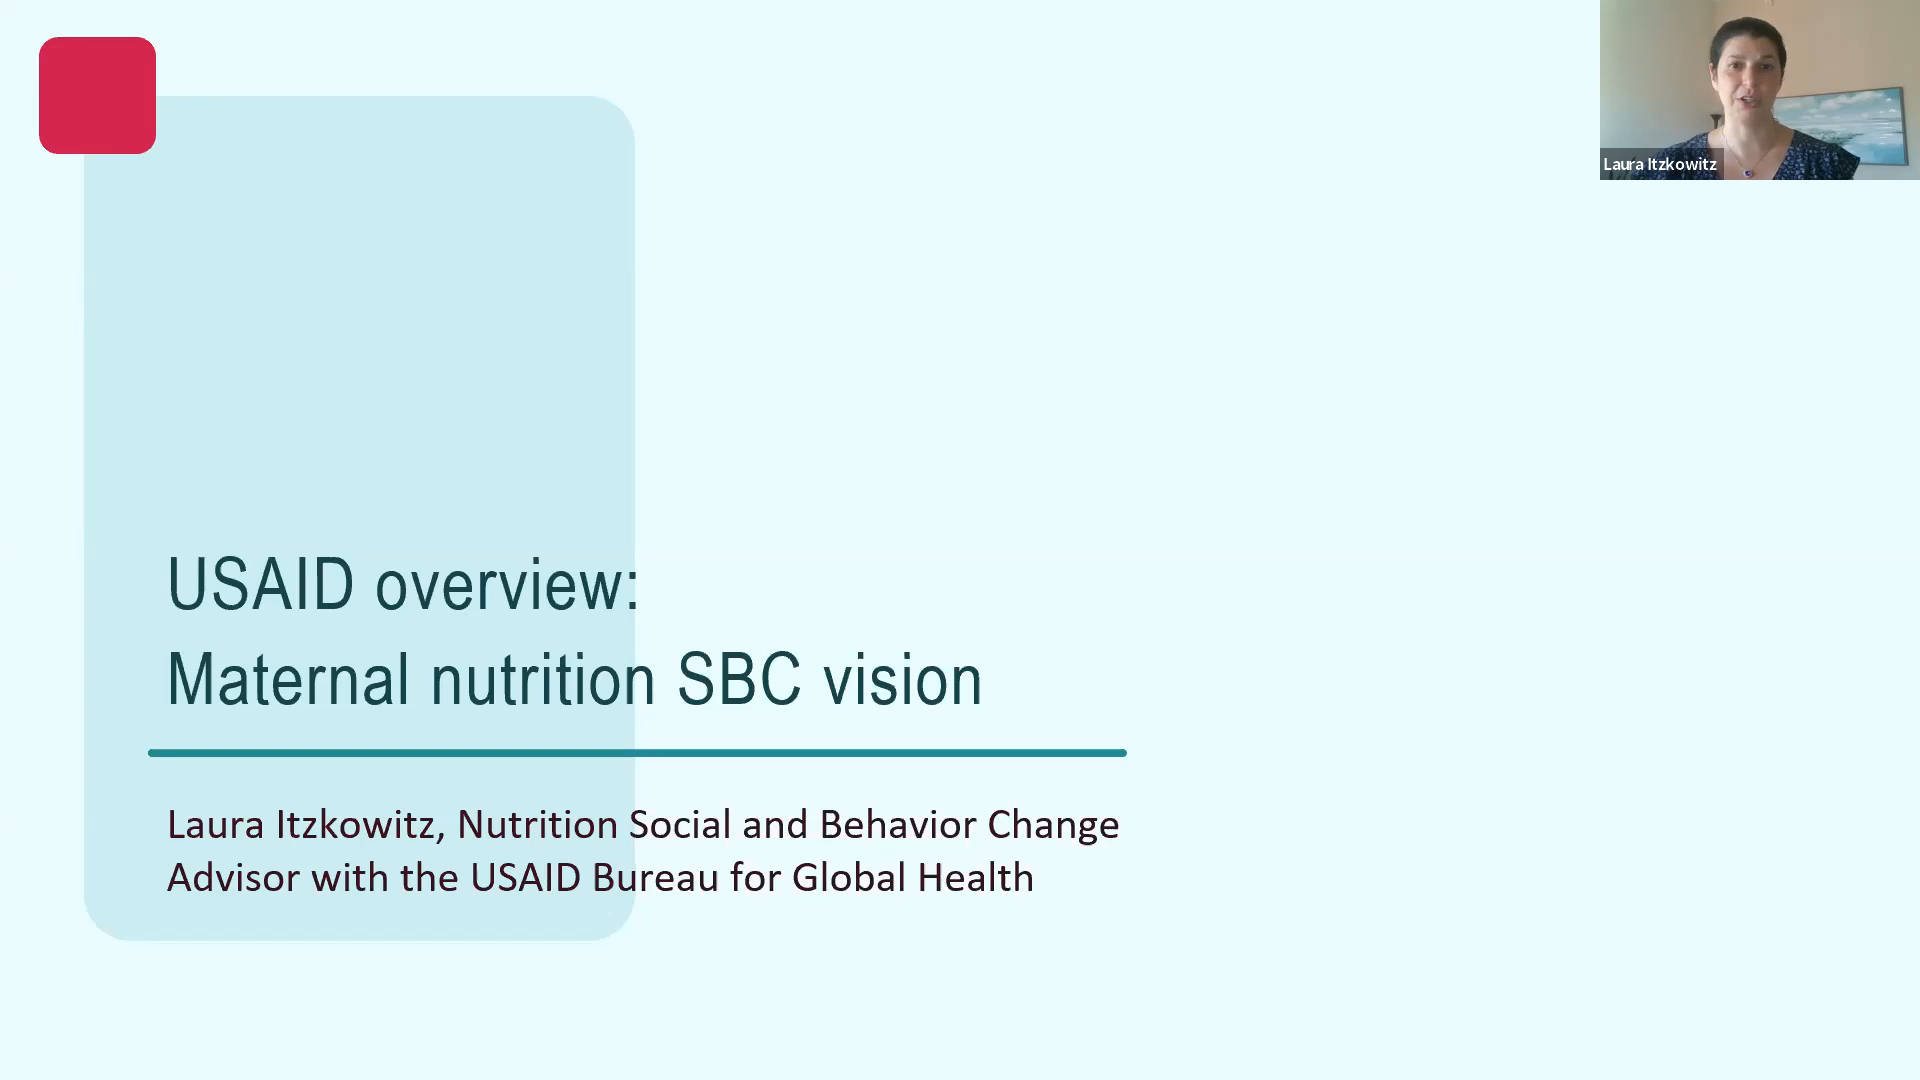 Laura Itzkowitz
USAID overview:
Maternal nutrition SBC vision
Laura Itzkowitz, Nutrition Social and Behavior Change
Advisor with the USAID Bureau for Global Health